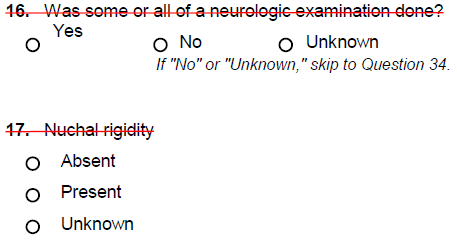 16. Was some or all of a neurologic examination done?
Yes No Unknown
If "No" or "Unknown," skip to Question 34.
17. Nuchal rigidity
Absent
Present
Unknown